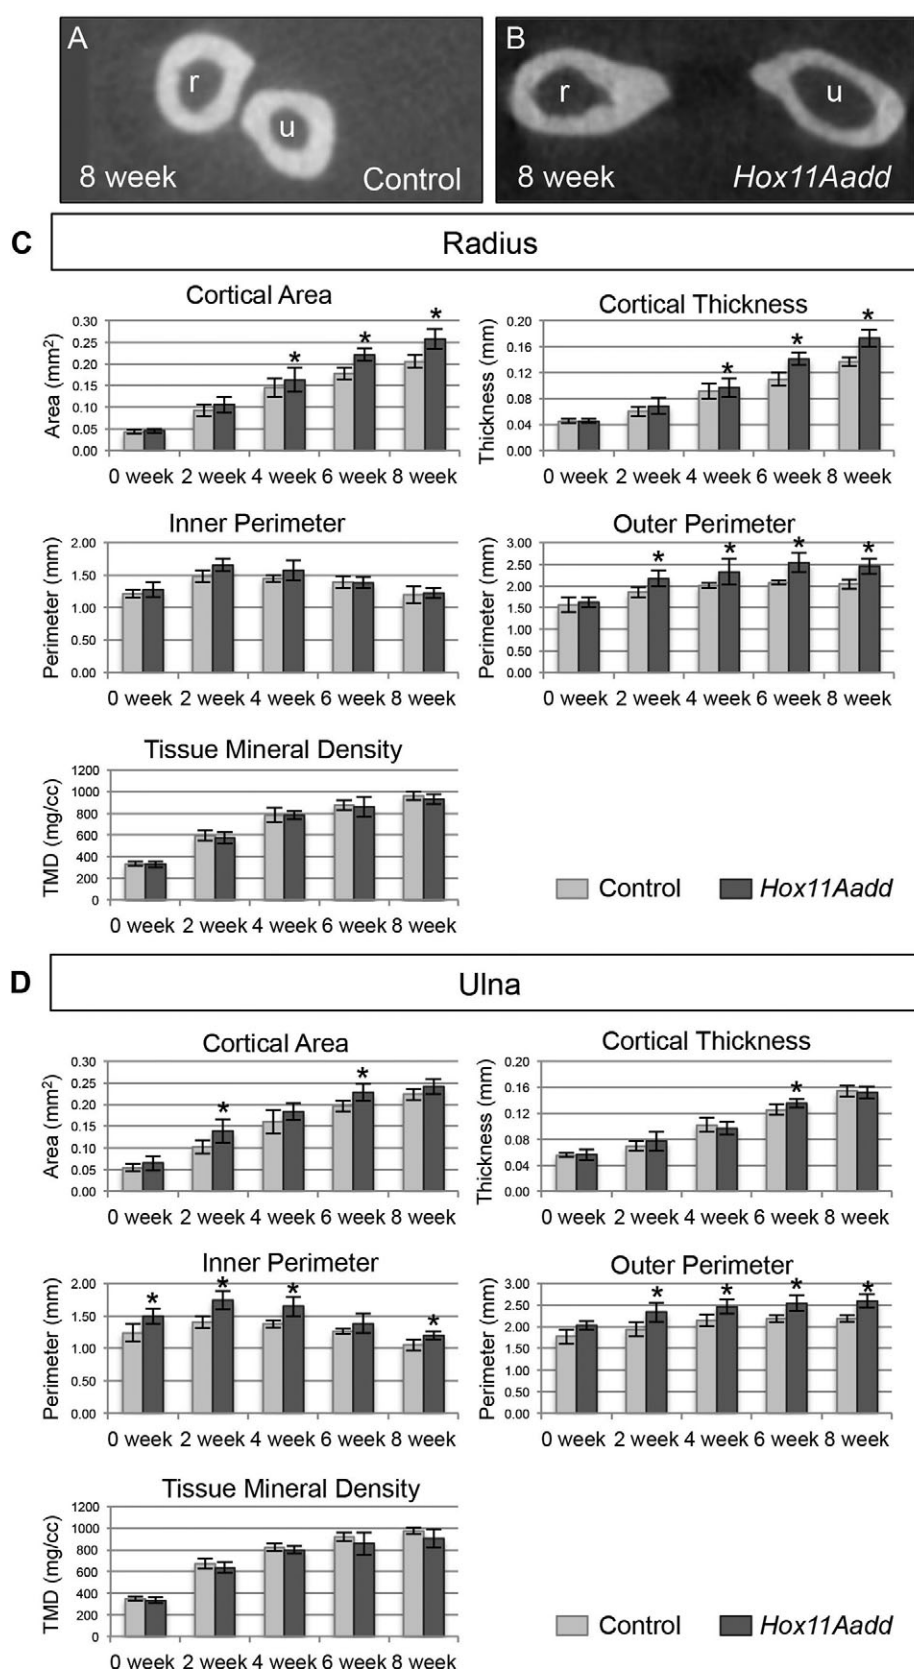 A
r
u
8 week
Control
B
r
u
8 week
Hox11Aadd
C
Radius
Cortical Area
Area (mm²)
0.30
0.25
0.20
0.15
0.10
0.05
0.00
* * *
0 week 2 week 4 week 6 week 8 week
Cortical Thickness
Thickness (mm)
0.20
0.16
0.12
0.08
0.04
0.00
* * *
0 week 2 week 4 week 6 week 8 week
Inner Perimeter
Perimeter (mm)
2.00
1.50
1.00
0.50
0.00
0 week 2 week 4 week 6 week 8 week
Outer Perimeter
Perimeter (mm)
3.00
2.50
2.00
1.50
1.00
0.50
0.00
* * * *
0 week 2 week 4 week 6 week 8 week
Tissue Mineral Density
TMD (mg/cc)
1200
1000
800
600
400
200
0
0 week 2 week 4 week 6 week 8 week
Control Hox11Aadd
D
Ulna
Cortical Area
Area (mm²)
0.30
0.25
0.20
0.15
0.10
0.05
0.00
* *
0 week 2 week 4 week 6 week 8 week
Cortical Thickness
Thickness (mm)
0.20
0.16
0.12
0.08
0.04
0.00
*
0 week 2 week 4 week 6 week 8 week
Inner Perimeter
Perimeter (mm)
2.00
1.50
1.00
0.50
0.00
* * * *
0 week 2 week 4 week 6 week 8 week
Outer Perimeter
Perimeter (mm)
3.00
2.50
2.00
1.50
1.00
0.50
0.00
* * * *
0 week 2 week 4 week 6 week 8 week
Tissue Mineral Density
TMD (mg/cc)
1200
1000
800
600
400
200
0
0 week 2 week 4 week 6 week 8 week
Control Hox11Aadd